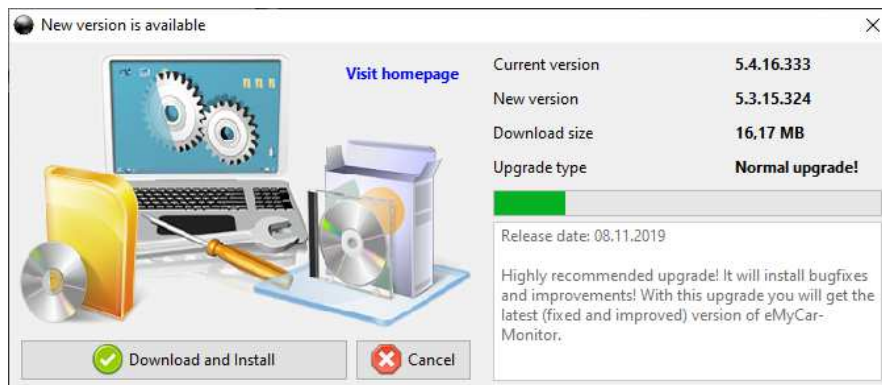 New version is available
Visit homepage
Current version 5.4.16.333
New version 5.3.15.324
Download size 16,17 MB
Upgrade type Normal upgrade!
Release date: 08.11.2019
Highly recommended upgrade! It will install bugfixes
and improvements! With this upgrade you will get the
latest (fixed and improved) version of eMyCar-
Monitor.
Download and Install
Cancel